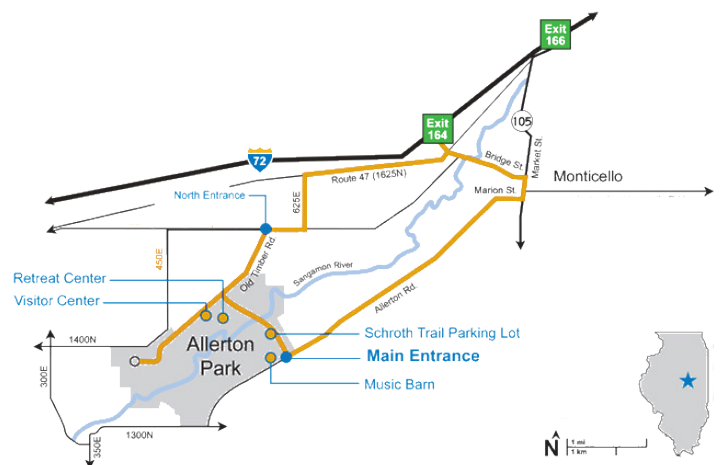 Exit
166
Exit
164
105
72
Bridge St.
Market St.
Route 47 (1625N)
Monticello
Marion St.
North Entrance
625E
Old Timber Rd.
450E
Sangamon River
Retreat Center
Visitor Center
Allerton Rd.
Schroth Trail Parking Lot
1400N
Allerton
Park
Main Entrance
300E
Music Barn
1300N
350E
N
1 mi
1 km